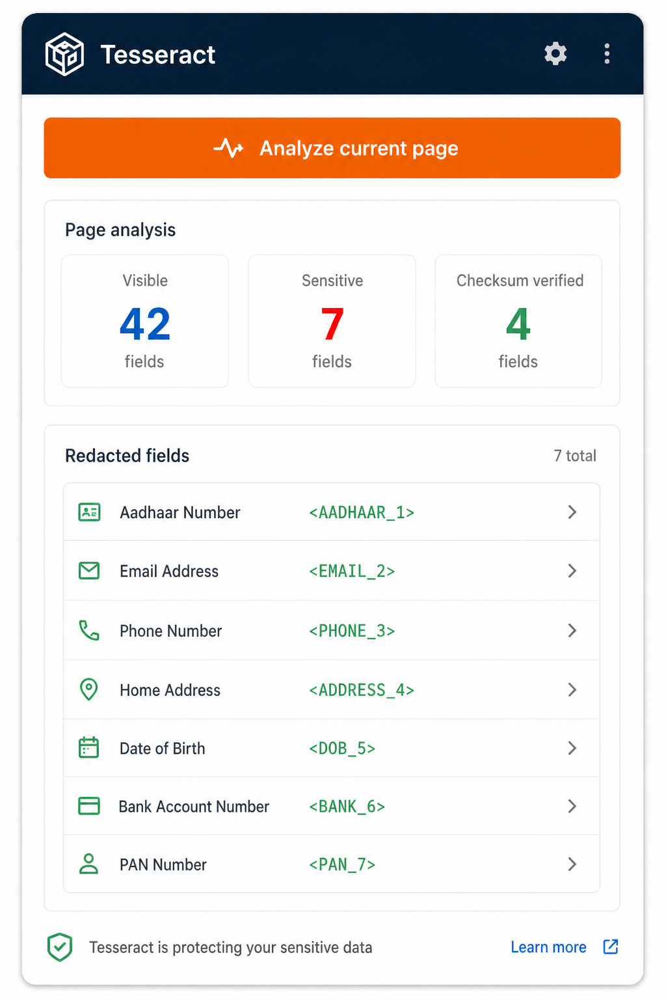 Tesseract
Analyze current page
Page analysis
Visible
42
fields
Sensitive
7
fields
Checksum verified
4
fields
Redacted fields
7 total
Aadhaar Number <AADHAAR_1>
Email Address <EMAIL_2>
Phone Number <PHONE_3>
Home Address <ADDRESS_4>
Date of Birth <DOB_5>
Bank Account Number <BANK_6>
PAN Number <PAN_7>
Tesseract is protecting your sensitive data
Learn more